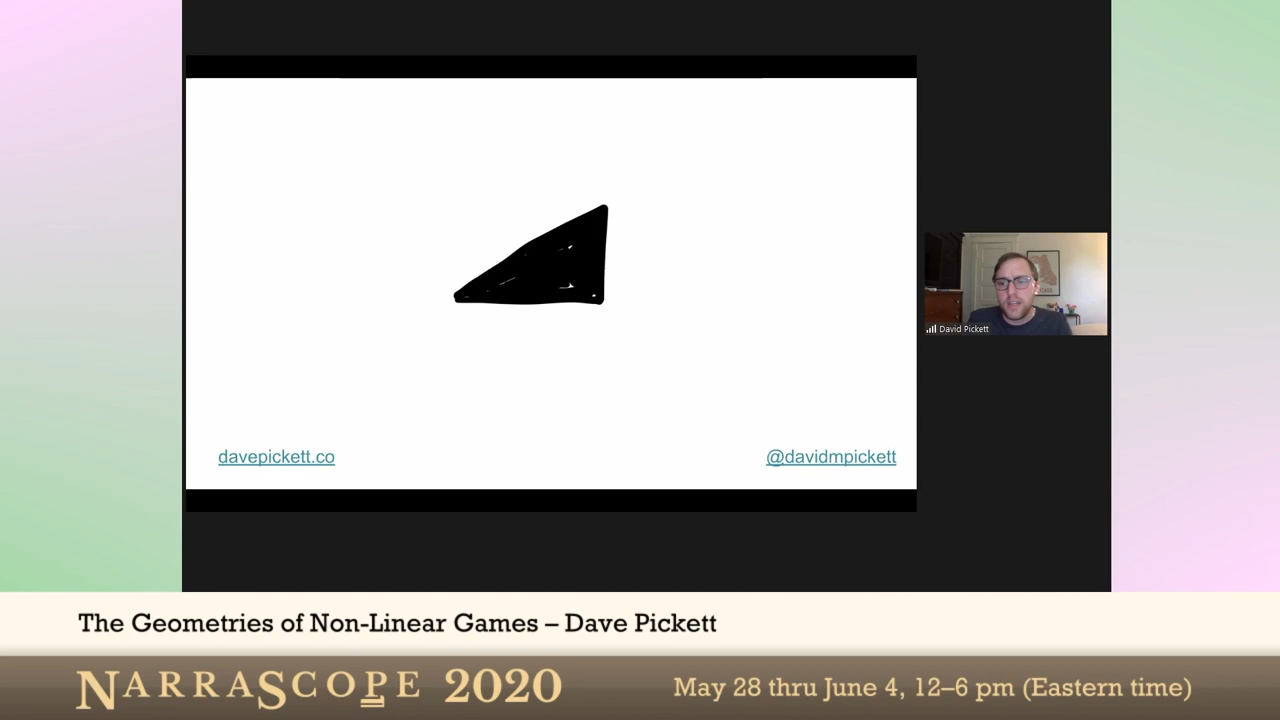 davepickett.co
@davidmpickett
David Pickett
The Geometries of Non-Linear Games – Dave Pickett
NARRASCOPE 2020
May 28 thru June 4, 12–6 pm (Eastern time)